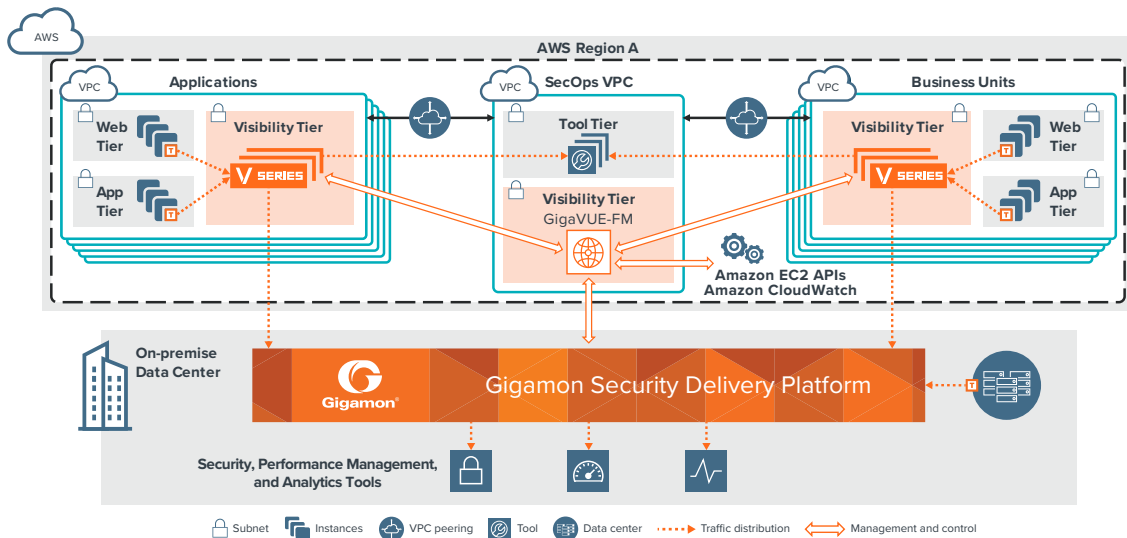 AWS
AWS Region A
VPC
Applications
VPC
SecOps VPC
VPC
Business Units
Web
Tier
T
App
Tier
T
Visibility Tier
V SERIES
Tool Tier
Visibility Tier
GigaVUE-FM
Visibility Tier
V SERIES
Web
Tier
T
App
Tier
T
Amazon EC2 APIs
Amazon CloudWatch
On-premise
Data Center
Gigamon®
Gigamon Security Delivery Platform
T
Security, Performance Management,
and Analytics Tools
Subnet
Instances
VPC peering
Tool
Data center
Traffic distribution
Management and control